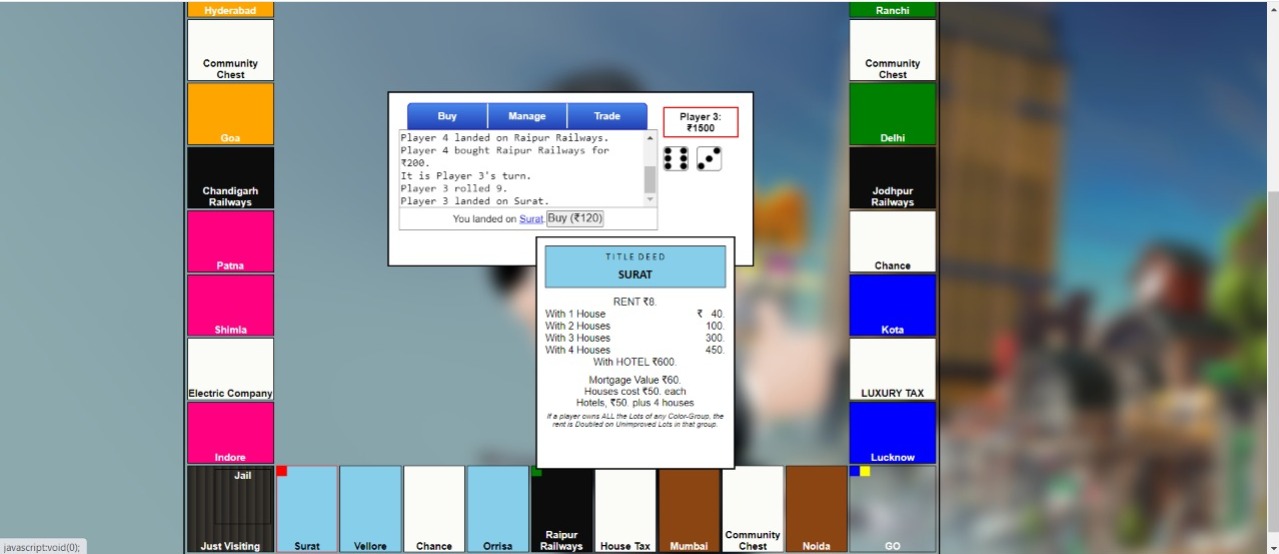 Hyderabad
Community
Chest
Goa
Chandigarh
Railways
Patna
Shimla
Electric Company
Indore
Jail
Just Visiting
Buy
Manage
Trade
Player 4 landed on Raipur Railways.
Player 4 bought Raipur Railways for
₹200.
It is Player 3's turn.
Player 3 rolled 9.
Player 3 landed on Surat.
You landed on Surat. Buy (₹120)
Player 3:
₹1500
TITLE DEED
SURAT
RENT ₹8.
With 1 House ₹ 40.
With 2 Houses 100.
With 3 Houses 300.
With 4 Houses 450.
With HOTEL ₹600.
Mortgage Value ₹60.
Houses cost ₹50. each
Hotels, ₹50. plus 4 houses
If a player owns ALL the Lots of any Color-Group, the
rent is Doubled on Unimproved Lots in that group.
Ranchi
Community
Chest
Delhi
Jodhpur
Railways
Chance
Kota
LUXURY TAX
Lucknow
Surat
Vellore
Chance
Orrisa
Raipur
Railways
House Tax
Mumbai
Community
Chest
Noida
GO
javascript:void(0);